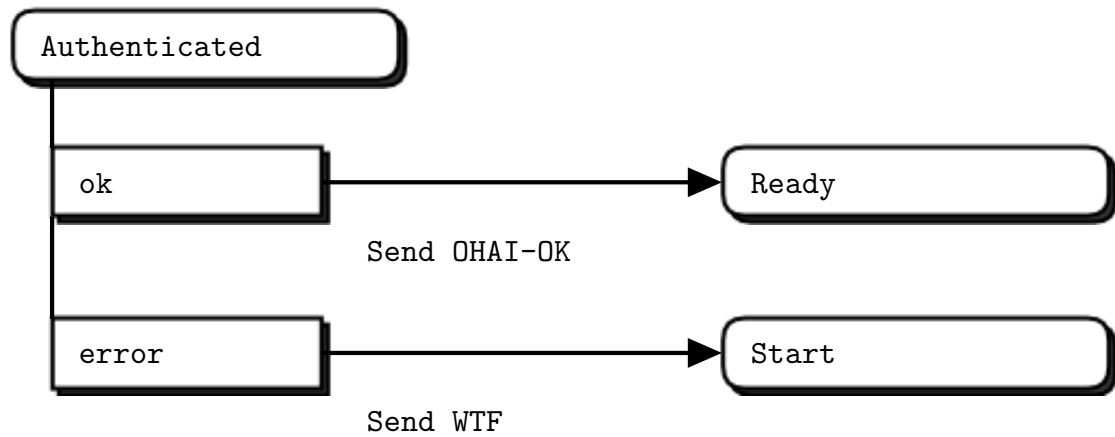 Authenticated
ok
Ready
Send OHAI-OK
error
Start
Send WTF